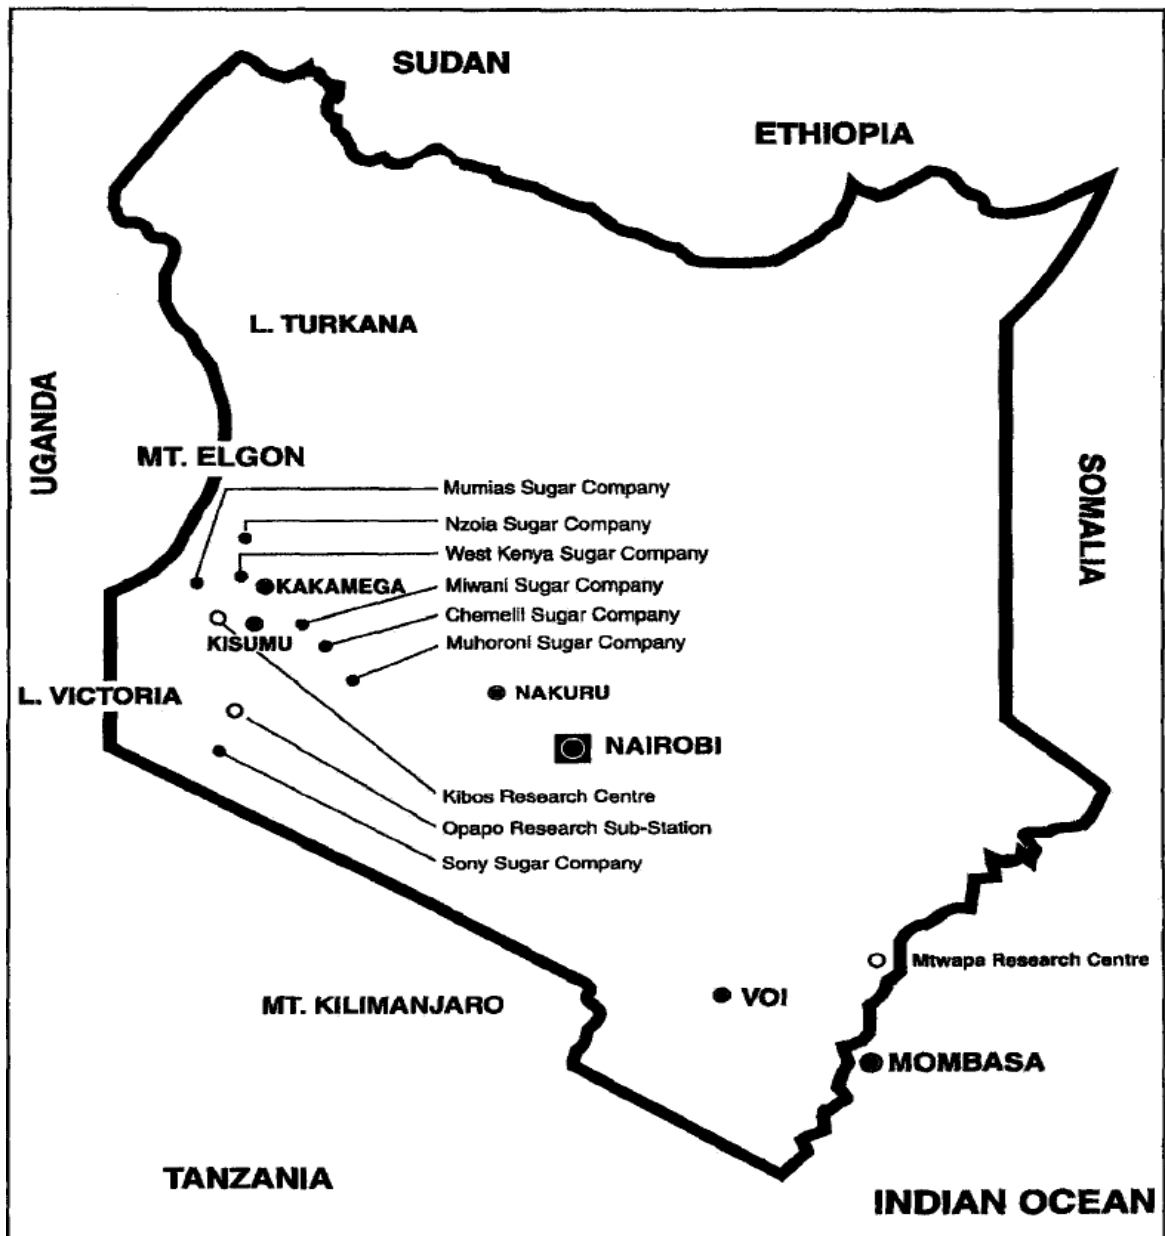 SUDAN
ETHIOPIA
L. TURKANA
UGANDA
MT. ELGON
SOMALIA
Mumias Sugar Company
Nzoia Sugar Company
West Kenya Sugar Company
KAKAMEGA
Miwani Sugar Company
Chemelil Sugar Company
KISUMU
Muhoroni Sugar Company
L. VICTORIA
NAKURU
NAIROBI
Kibos Research Centre
Opapo Research Sub-Station
Sony Sugar Company
Mtwapa Research Centre
VOI
MT. KILIMANJARO
MOMBASA
TANZANIA
INDIAN OCEAN